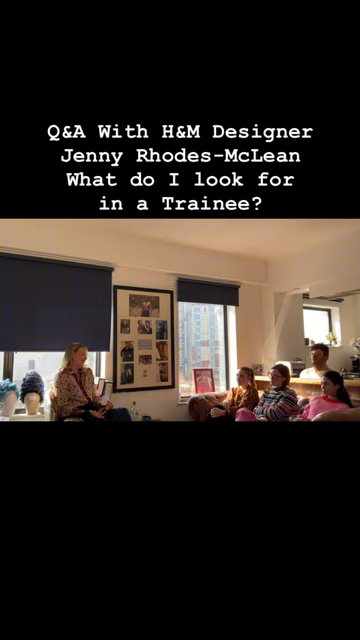 Q&A With H&M Designer
Jenny Rhodes-McLean
What do I look for
in a Trainee?